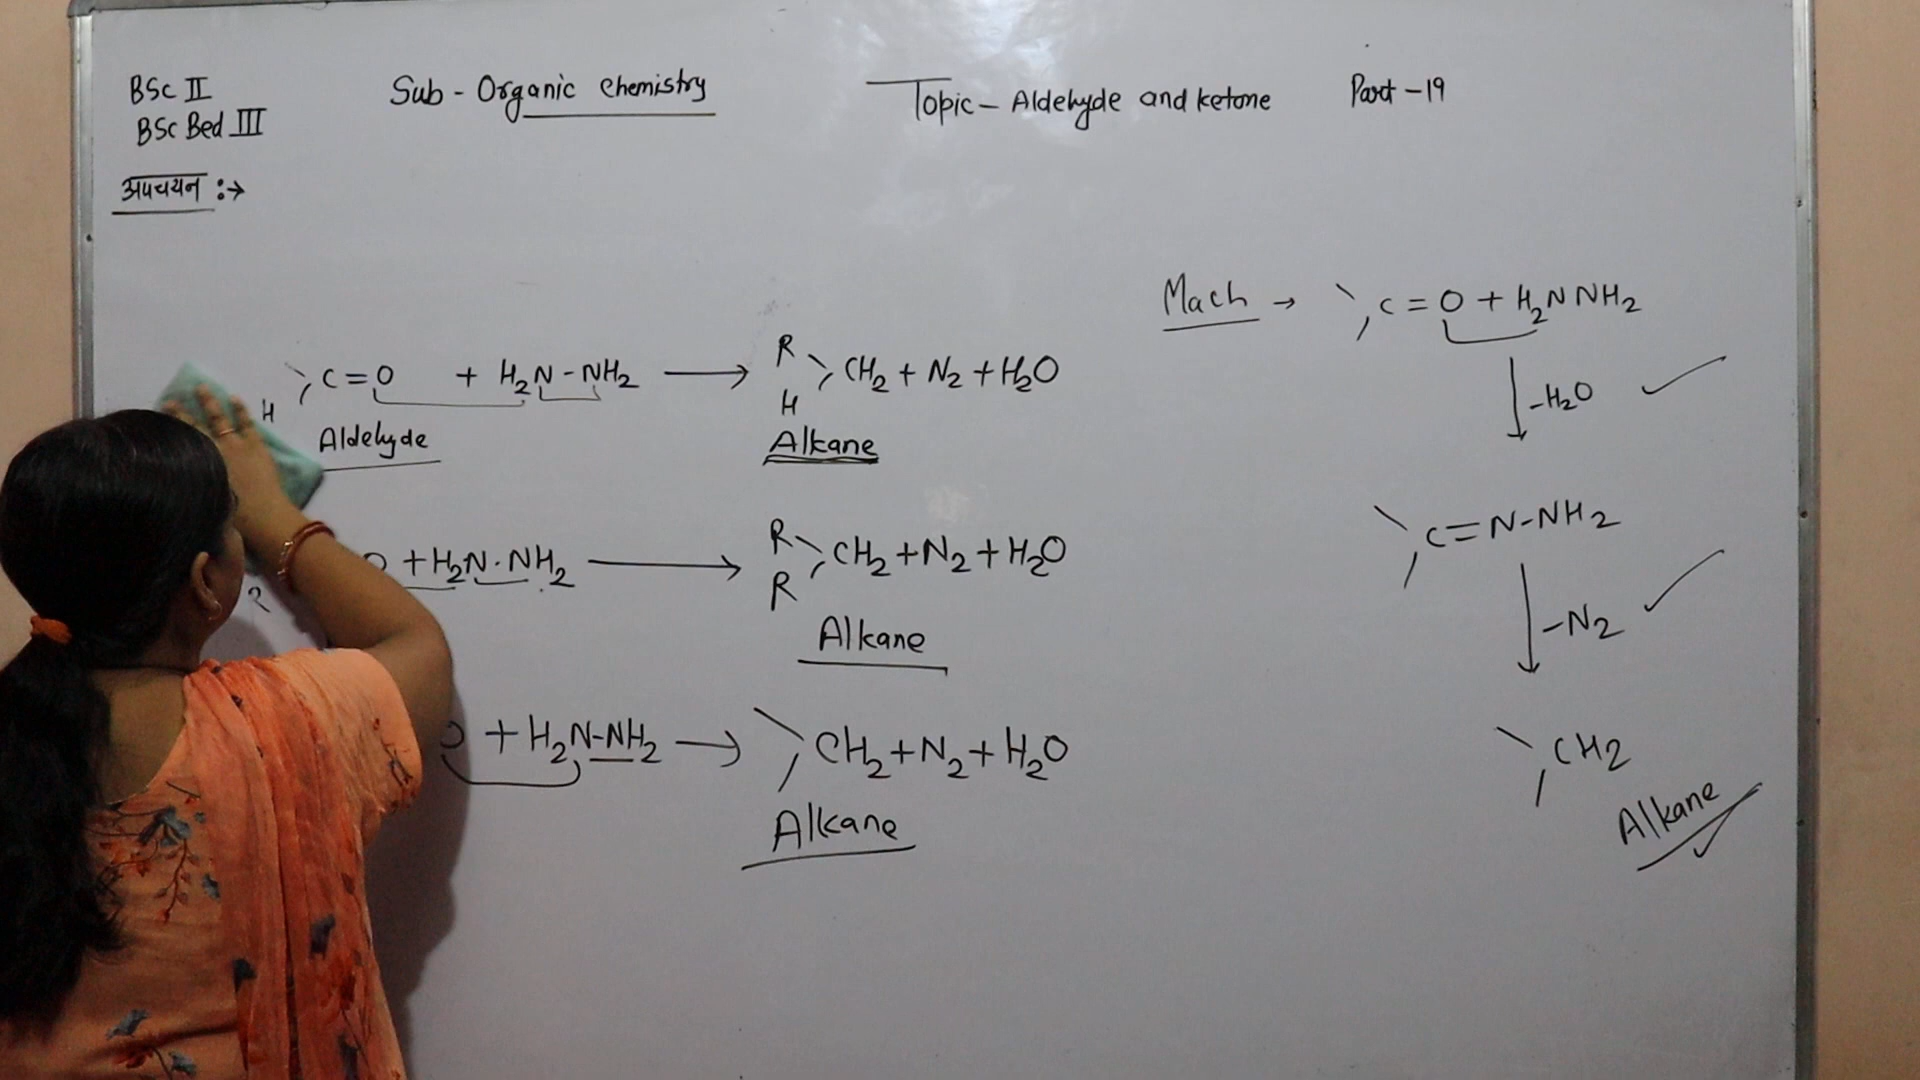 BSc II Sub - Organic chemistry Topic - Aldehyde and ketone Part - 19
BSc Bed III
अपचयन :→
C=O + H2N-NH2 → R CH2 + N2 + H2O
H H
Aldehyde Alkane
O + H2N.NH2 → R CH2 + N2 + H2O
R R
Alkane
O + H2N-NH2 → CH2 + N2 + H2O
Alkane
Mach → C=O + H2NNH2
-H2O
C=N-NH2
-N2
CH2
Alkane